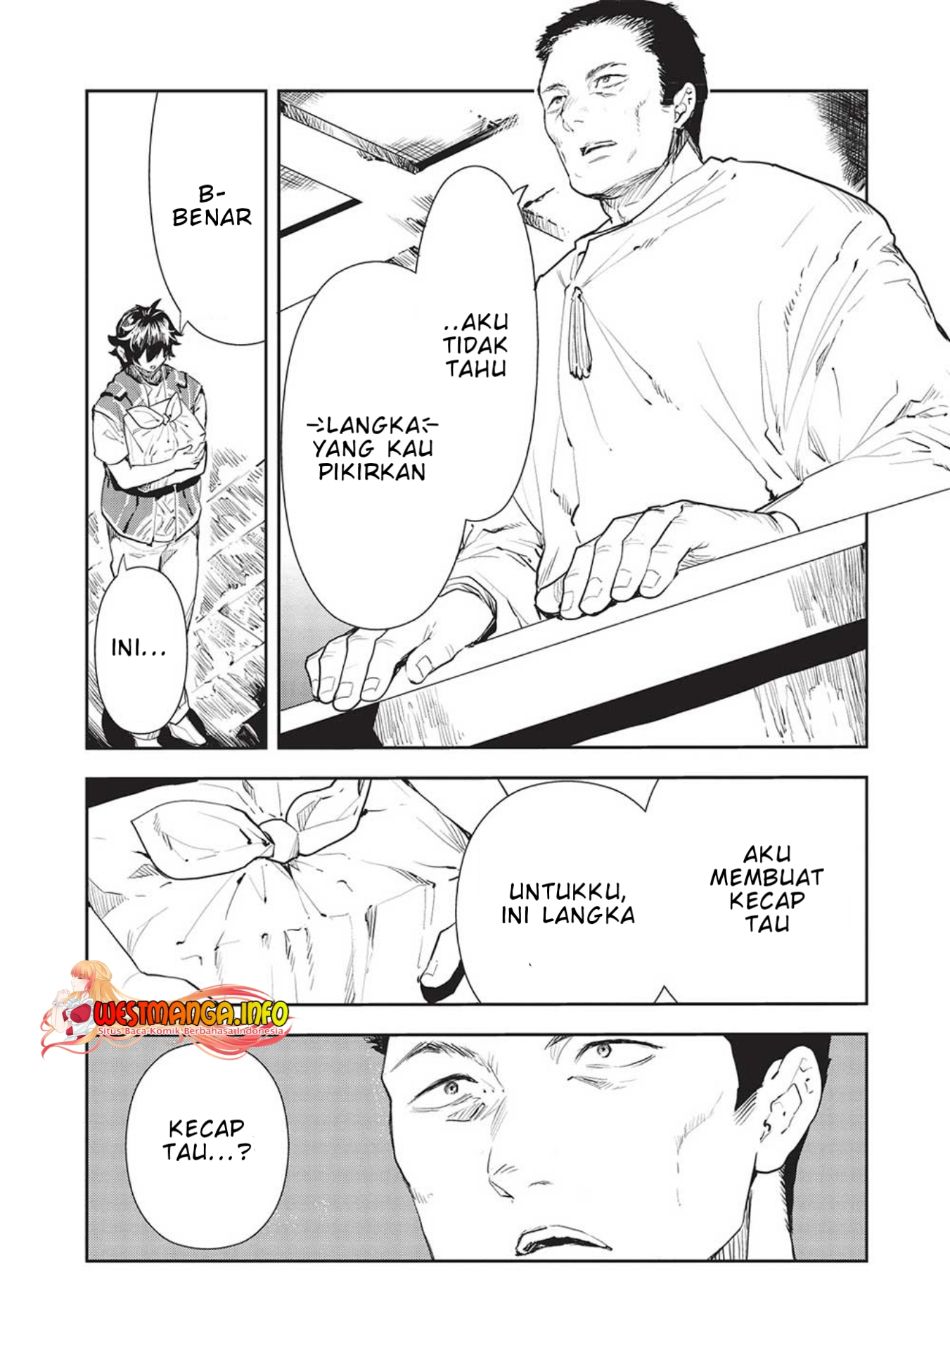 ..AKU
TIDAK
TAHU
LANGKA
YANG KAU
PIKIRKAN
B-
BENAR
INI...
AKU
MEMBUAT
KECAP
TAU
UNTUKKU,
INI LANGKA
WESTMANGA.INFO
Situs Baca Komik Berbahasa Indonesia
KECAP
TAU...?